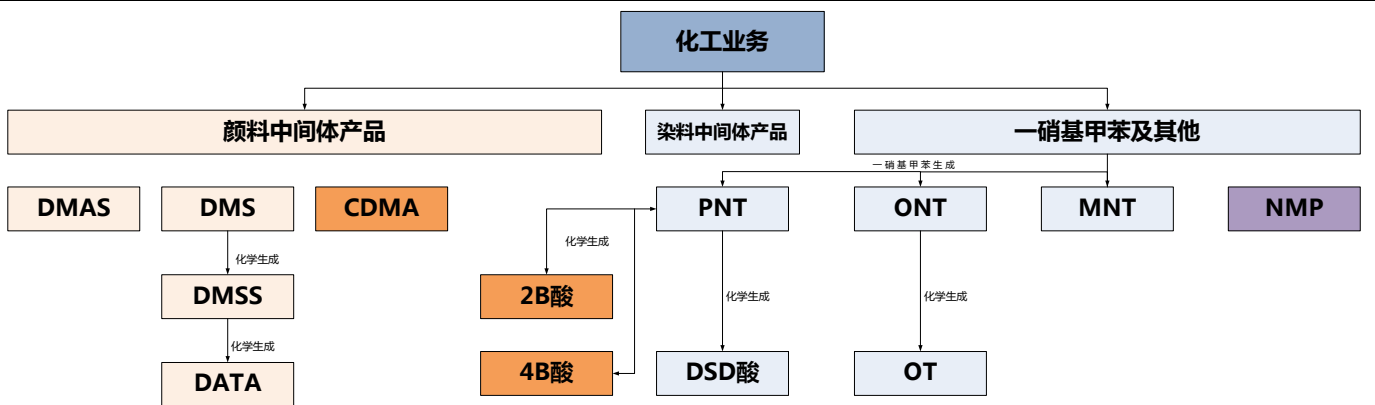 化工业务
颜料中间体产品
染料中间体产品
一硝基甲苯及其他
一硝基甲苯生成
DMAS
DMS
CDMA
PNT
ONT
MNT
NMP
化学生成
化学生成
DMSS
2B酸
化学生成
化学生成
化学生成
DATA
4B酸
DSD酸
OT